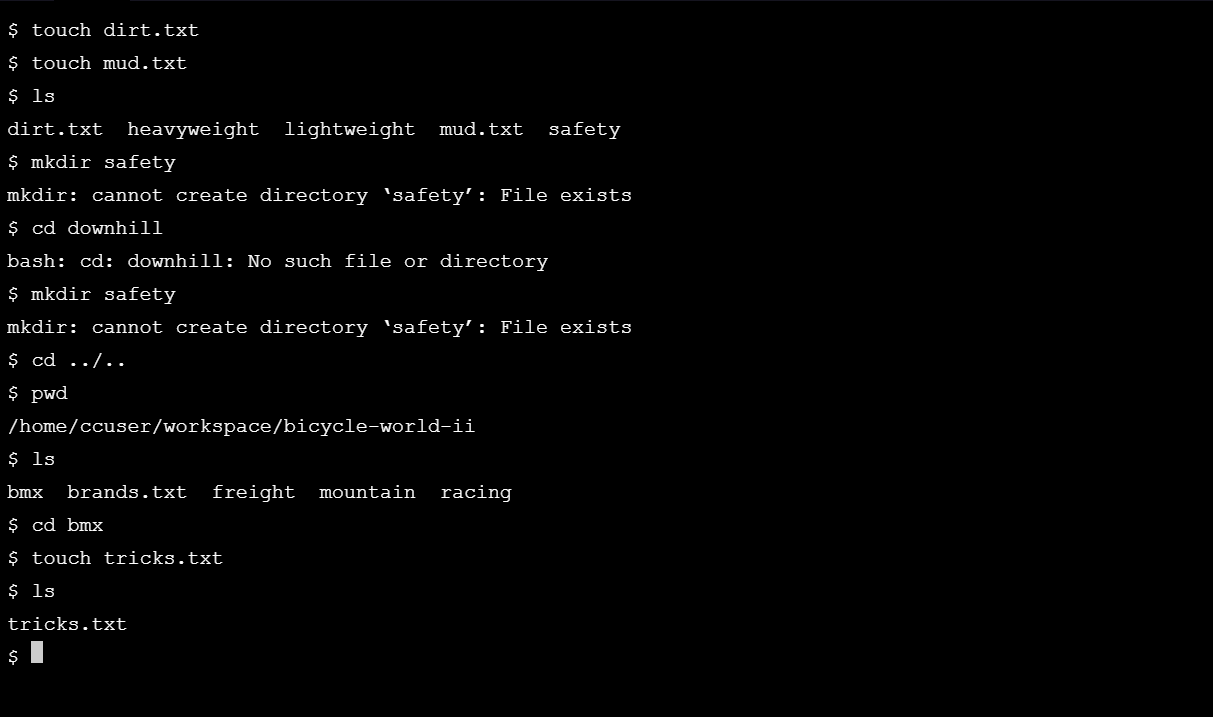 $ touch dirt.txt
$ touch mud.txt
$ ls
dirt.txt  heavyweight  lightweight  mud.txt  safety
$ mkdir safety
mkdir: cannot create directory ‘safety’: File exists
$ cd downhill
bash: cd: downhill: No such file or directory
$ mkdir safety
mkdir: cannot create directory ‘safety’: File exists
$ cd ../..
$ pwd
/home/ccuser/workspace/bicycle-world-ii
$ ls
bmx  brands.txt  freight  mountain  racing
$ cd bmx
$ touch tricks.txt
$ ls
tricks.txt
$